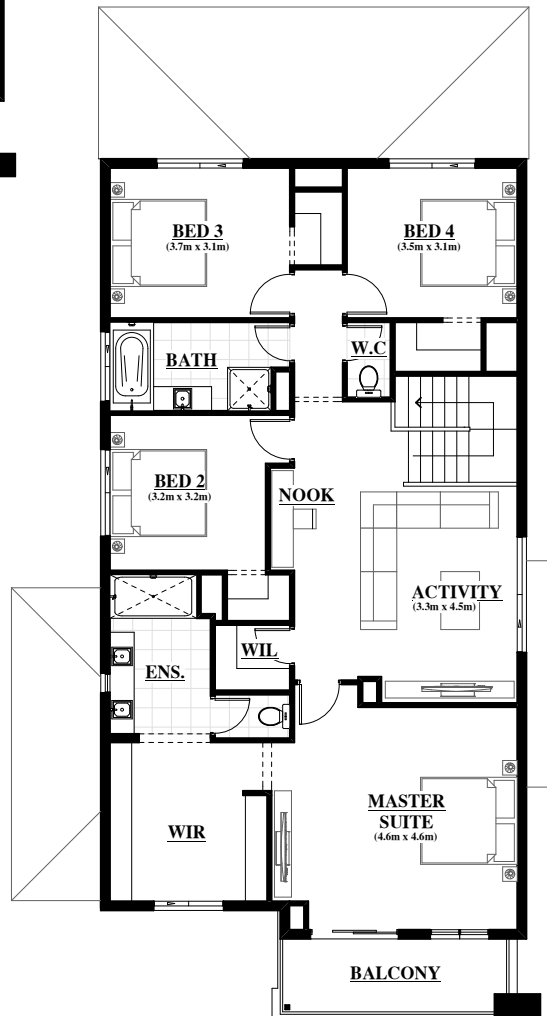 BED 3
(3.7m x 3.1m)
BED 4
(3.5m x 3.1m)
BATH
W.C
BED 2
(3.2m x 3.2m)
NOOK
ACTIVITY
(3.3m x 4.5m)
WIL
ENS.
MASTER
SUITE
(4.6m x 4.6m)
WIR
BALCONY